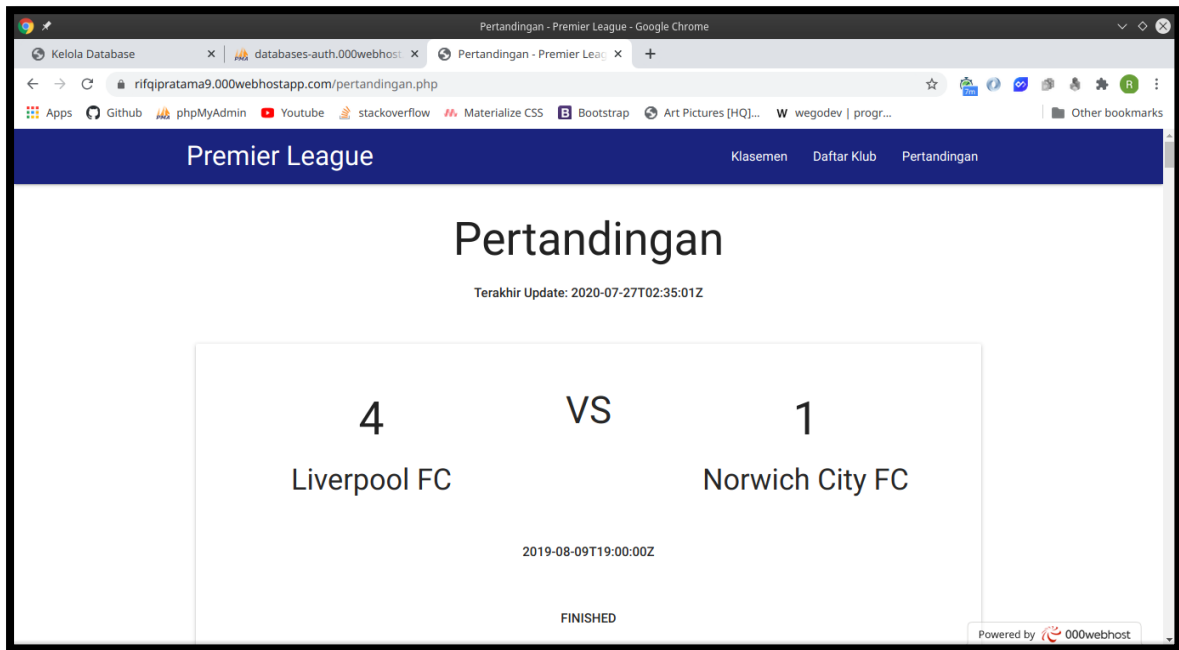 Pertandingan - Premier League - Google Chrome
Kelola Database
databases-auth.000webhost.
Pertandingan - Premier Leag
rifqipratama9.000webhostapp.com/pertandingan.php
7m
R
Apps Github phpMyAdmin Youtube stackoverflow Materialize CSS B Bootstrap Art Pictures [HQ]... W wegodev | progr... Other bookmarks
Premier League Klasemen Daftar Klub Pertandingan
Pertandingan
Terakhir Update: 2020-07-27T02:35:01Z
4 VS 1
Liverpool FC Norwich City FC
2019-08-09T19:00:00Z
FINISHED
Powered by 000webhost